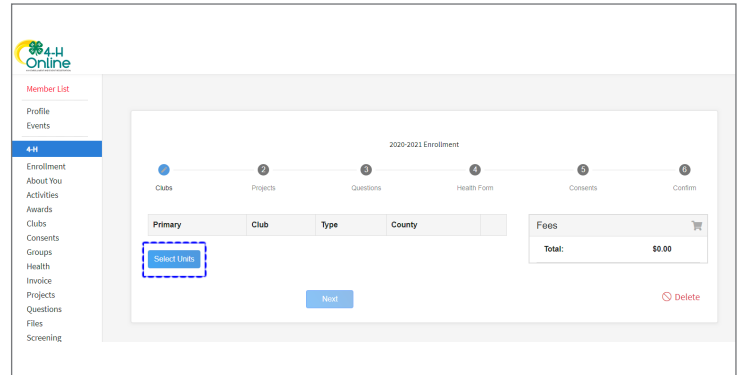 4-H
Online
Member List
Profile
Events
4-H
Enrollment
About You
Activities
Awards
Clubs
Consents
Groups
Health
Invoice
Projects
Questions
Files
Screening
2020-2021 Enrollment
2 3 4 5 6
Clubs Projects Questions Health Form Consents Confirm
Primary Club Type County
Select Units
Next
Fees
Total: $0.00
Delete